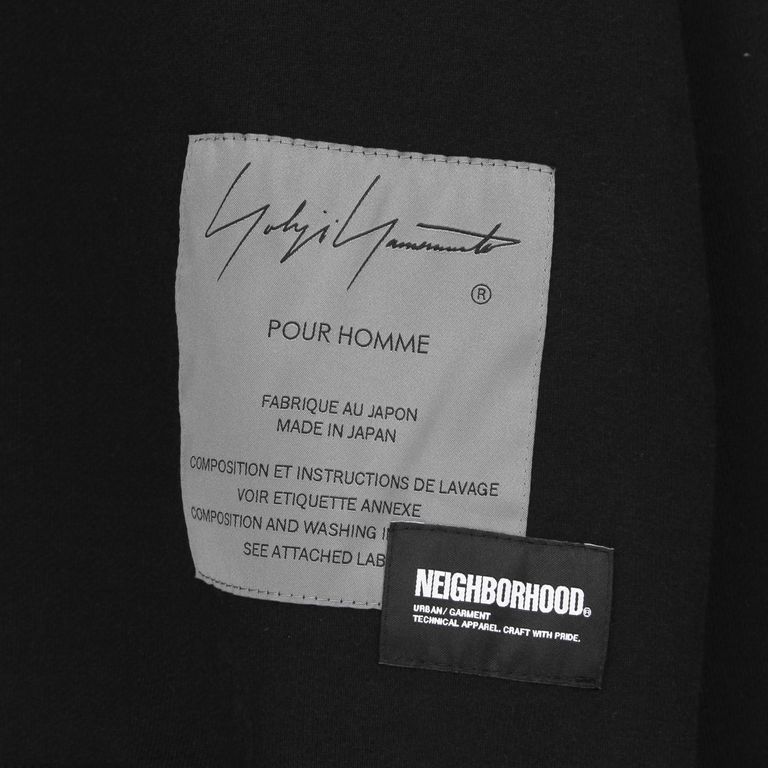 Yohji Yamamoto
®
POUR HOMME
FABRIQUE AU JAPON
MADE IN JAPAN
COMPOSITION ET INSTRUCTIONS DE LAVAGE
VOIR ETIQUETTE ANNEXE
COMPOSITION AND WASHING
SEE ATTACHED
NEIGHBORHOOD®
URBAN/ GARMENT
TECHNICAL APPAREL. CRAFT WITH PRIDE.